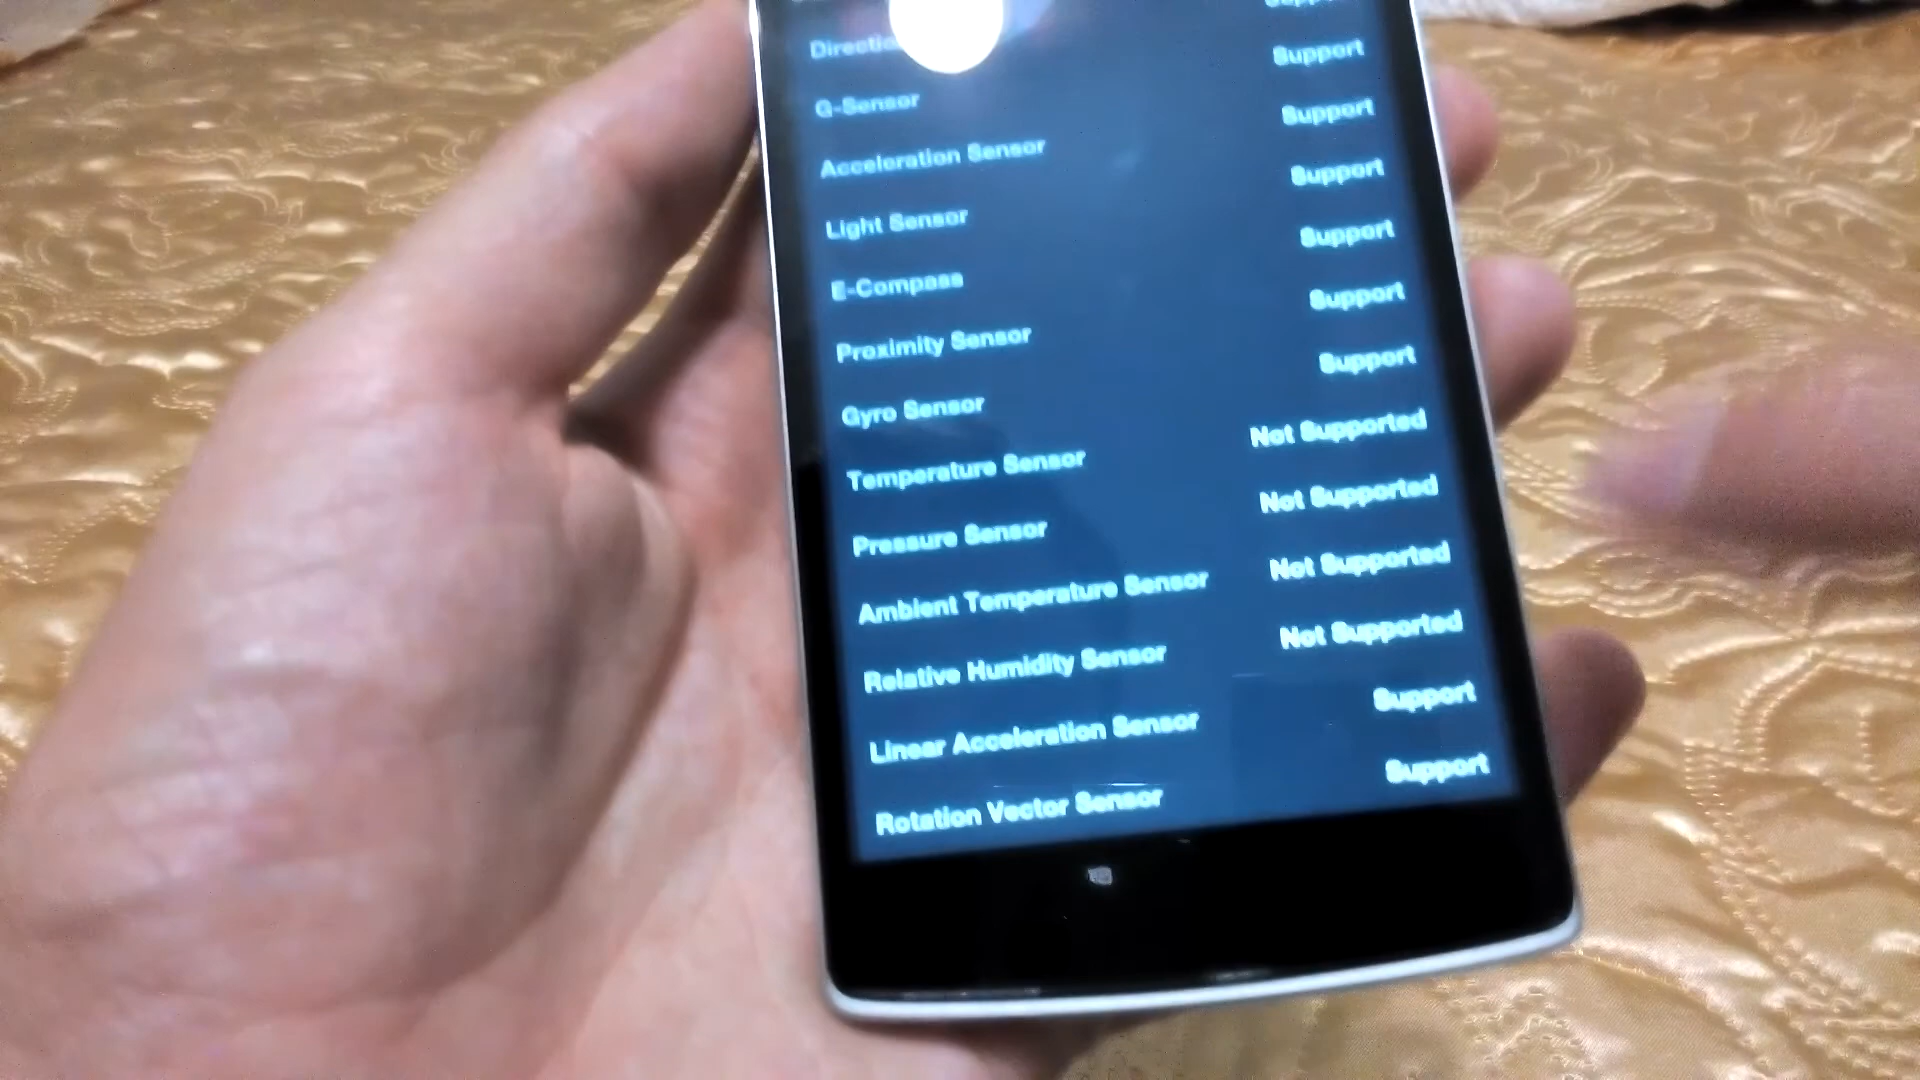 G-Sensor Support
Acceleration Sensor Support
Light Sensor Support
E-Compass Support
Proximity Sensor Support
Gyro Sensor Support
Temperature Sensor Not Supported
Pressure Sensor Not Supported
Ambient Temperature Sensor Not Supported
Relative Humidity Sensor Not Supported
Linear Acceleration Sensor Support
Rotation Vector Sensor Support